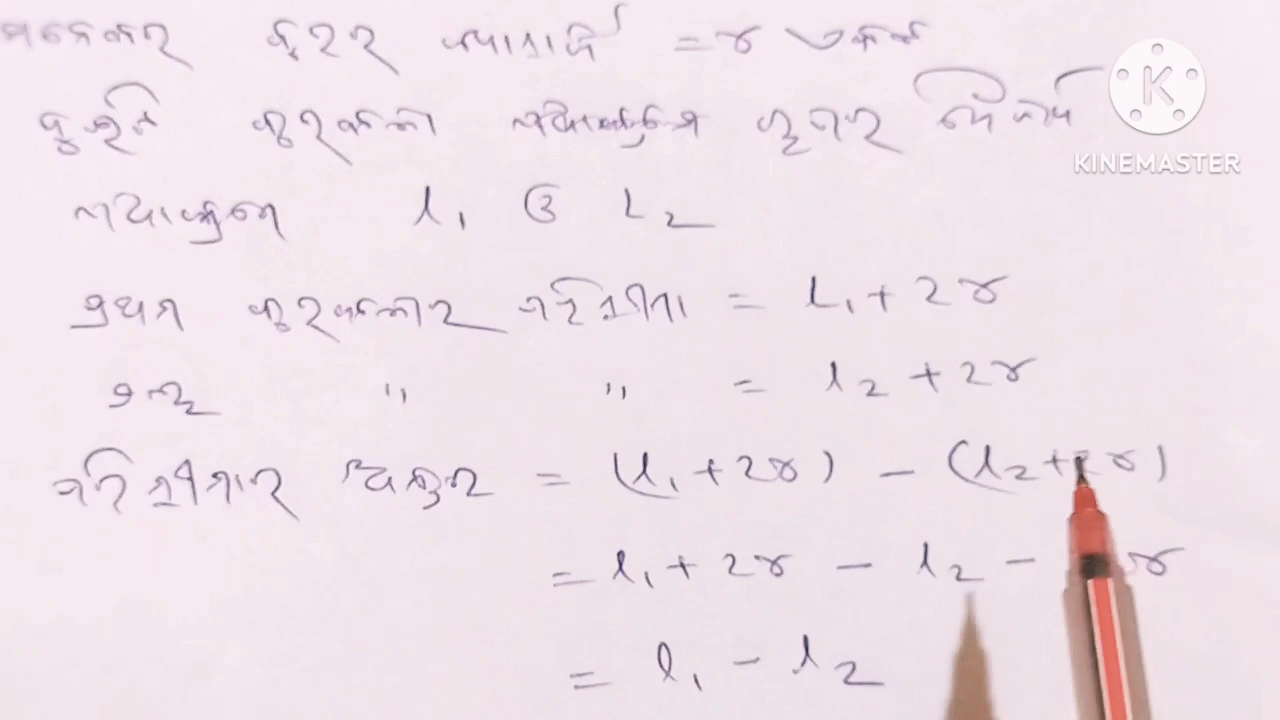 ମନେକର ବୃତ୍ତର ବ୍ୟାସାର୍ଦ୍ଧ = r ଏକକ
ଦୁଇଟି ବୃତ୍ତକଳା ଦୈର୍ଘ୍ୟ
ଯଥାକ୍ରମେ l₁ ଓ L₂
ପ୍ରଥମ ବୃତ୍ତକଳାର ପରିସୀମା = l₁ + 2r
" " = l₂ + 2r
ପରିସୀମାର ଅନ୍ତର = (l₁ + 2r) - (l₂ + 2r)
= l₁ + 2r - l₂ - r
= l₁ - l₂
KINEMASTER